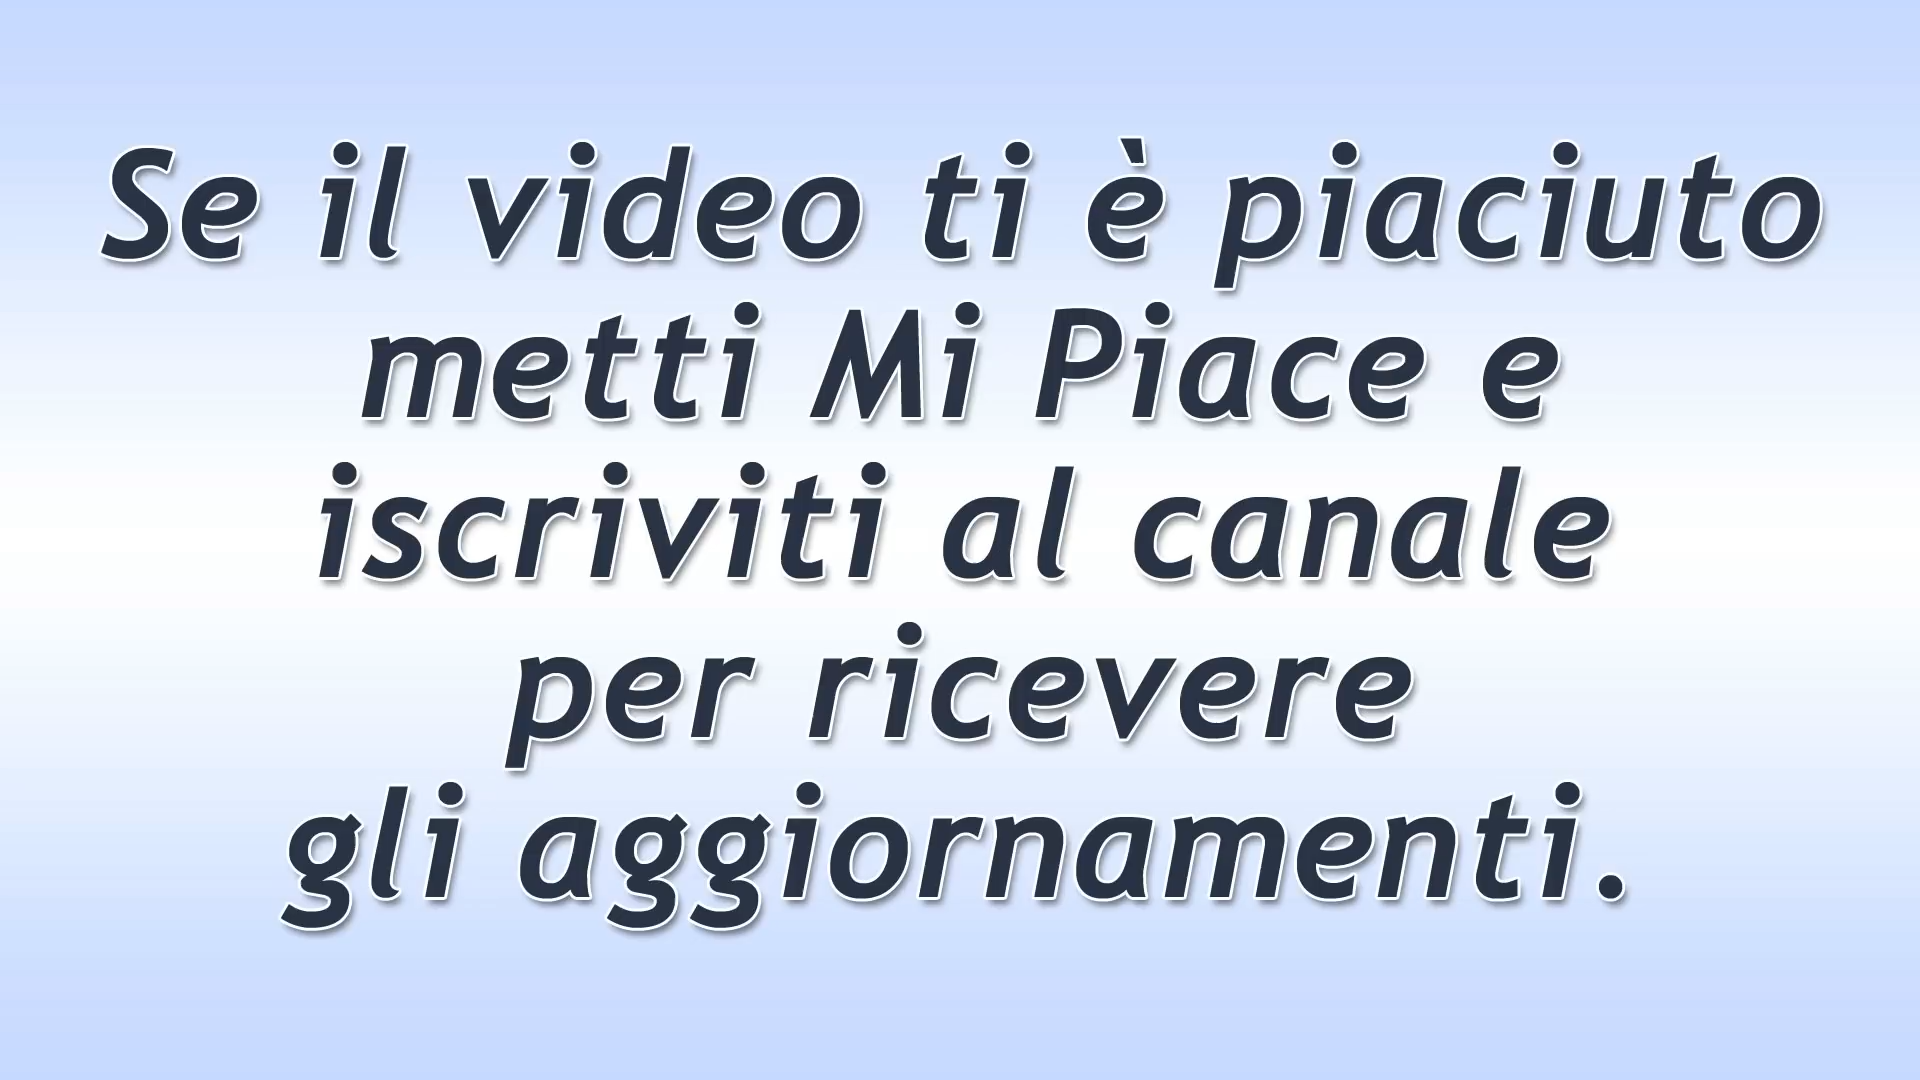 Se il video ti è piaciuto
metti Mi Piace e
iscriviti al canale
per ricevere
gli aggiornamenti.